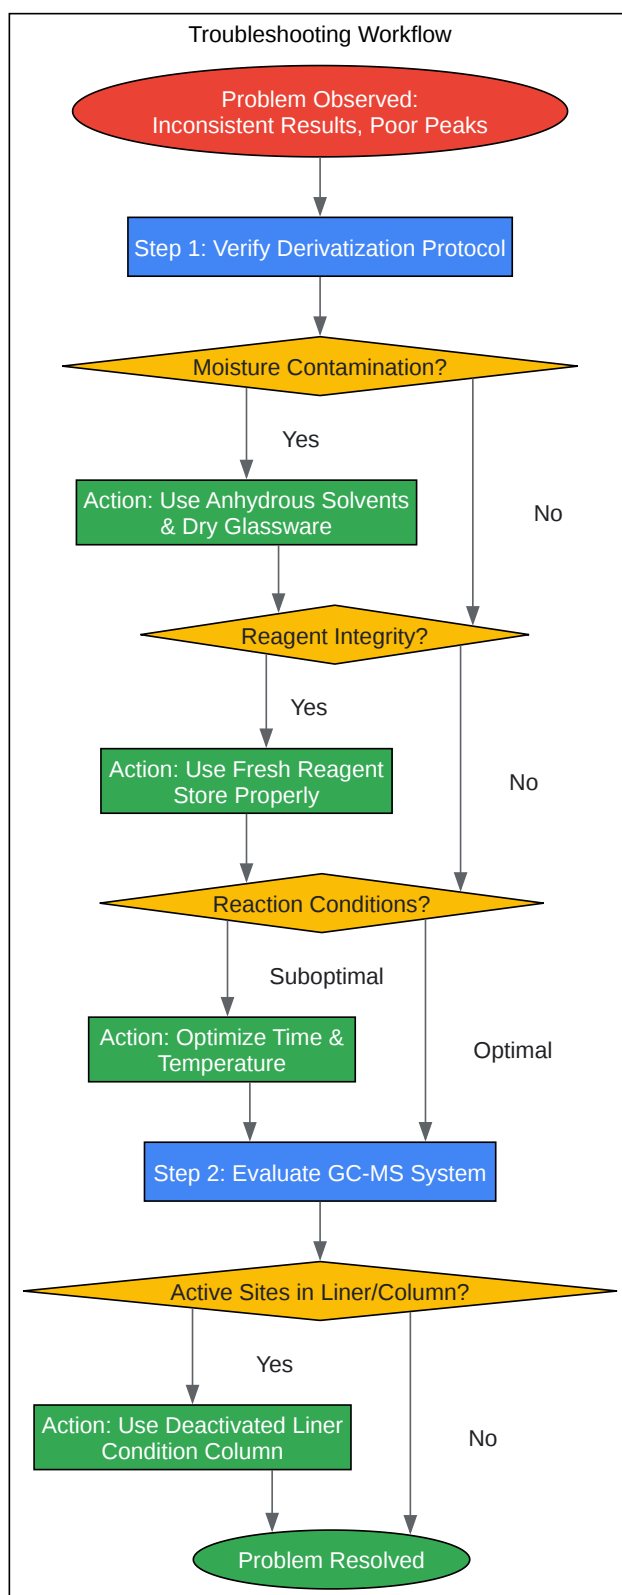 Troubleshooting Workflow
Problem Observed:
Inconsistent Results, Poor Peaks
Step 1: Verify Derivatization Protocol
Moisture Contamination?
Yes
Action: Use Anhydrous Solvents
& Dry Glassware
No
Reagent Integrity?
Yes
Action: Use Fresh Reagent
Store Properly
No
Reaction Conditions?
Suboptimal
Action: Optimize Time &
Temperature
Optimal
Step 2: Evaluate GC-MS System
Active Sites in Liner/Column?
Yes
Action: Use Deactivated Liner
Condition Column
No
Problem Resolved